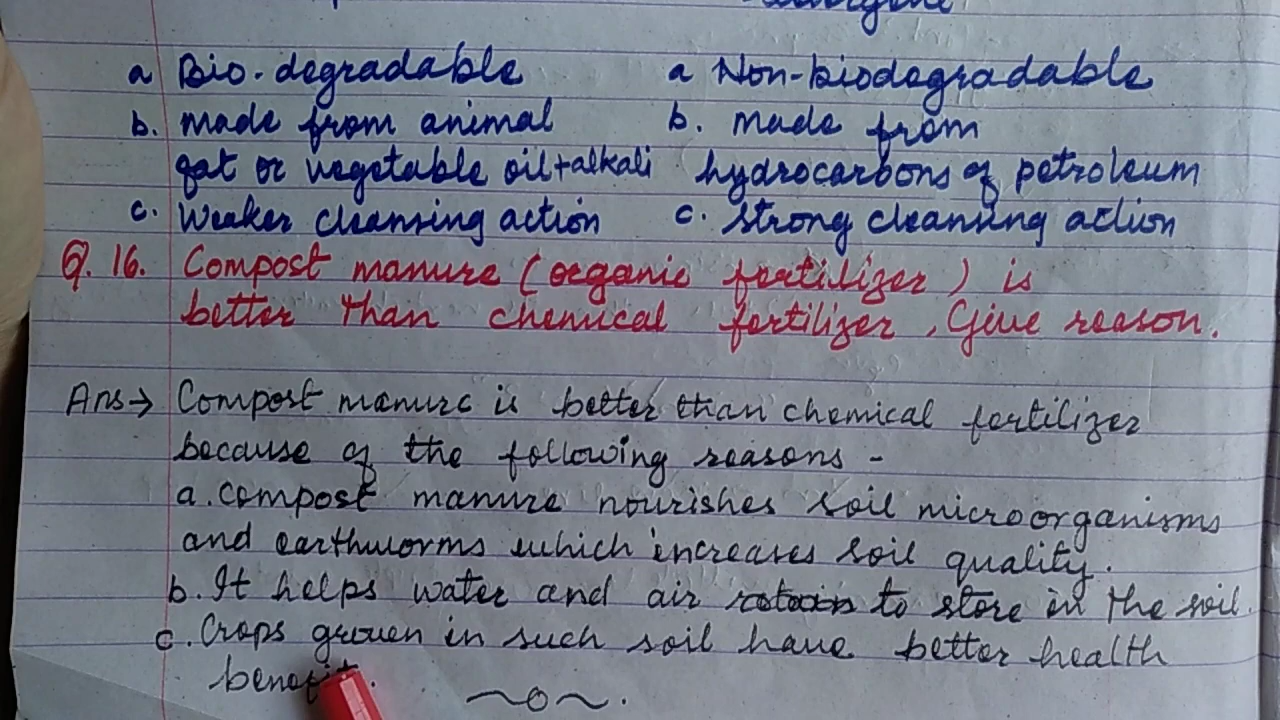 a Bio-degradable a Non-biodegradable
b. made from animal b. made from
fat or vegetable oil+alkali hydrocarbons of petroleum
c. Weaker cleansing action c. strong cleansing action
Q. 16. Compost manure (organic fertilizer) is
better than chemical fertilizer, Give reason.
Ans→ Compost manure is better than chemical fertilizer
because of the following reasons -
a. compost manure nourishes soil microorganisms
and earthworms which increases soil quality.
b. It helps water and air to store in the soil.
c. Crops grown in such soil have better health